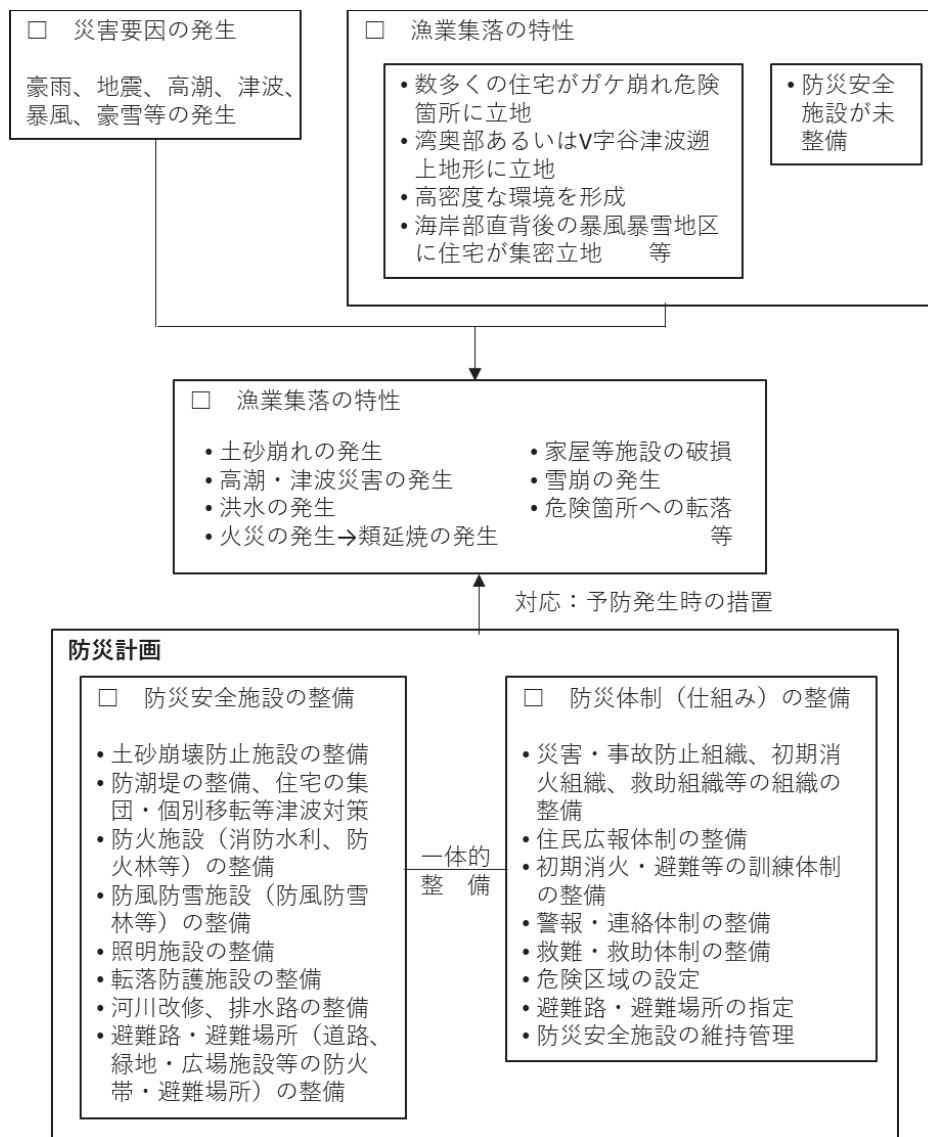 □ 災害要因の発生
豪雨、地震、高潮、津波、
暴風、豪雪等の発生
□ 漁業集落の特性
• 数多くの住宅がガケ崩れ危険
箇所に立地
• 湾奥部あるいはV字谷津波遡
上地形に立地
• 高密度な環境を形成
• 海岸部直背後の暴風暴雪地区
に住宅が集密立地 等
• 防災安全
施設が未
整備
□ 漁業集落の特性
• 土砂崩れの発生
• 高潮・津波災害の発生
• 洪水の発生
• 火災の発生→類延焼の発生
• 家屋等施設の破損
• 雪崩の発生
• 危険箇所への転落
等
対応：予防発生時の措置
防災計画
□ 防災安全施設の整備
• 土砂崩壊防止施設の整備
• 防潮堤の整備、住宅の集
団・個別移転等津波対策
• 防火施設（消防水利、防
火林等）の整備
• 防風防雪施設（防風防雪
林等）の整備
• 照明施設の整備
• 転落防護施設の整備
• 河川改修、排水路の整備
• 避難路・避難場所（道路、
緑地・広場施設等の防火
帯・避難場所）の整備
一体的
整 備
□ 防災体制（仕組み）の整備
• 災害・事故防止組織、初期消
火組織、救助組織等の組織の
整備
• 住民広報体制の整備
• 初期消火・避難等の訓練体制
の整備
• 警報・連絡体制の整備
• 救難・救助体制の整備
• 危険区域の設定
• 避難路・避難場所の指定
• 防災安全施設の維持管理